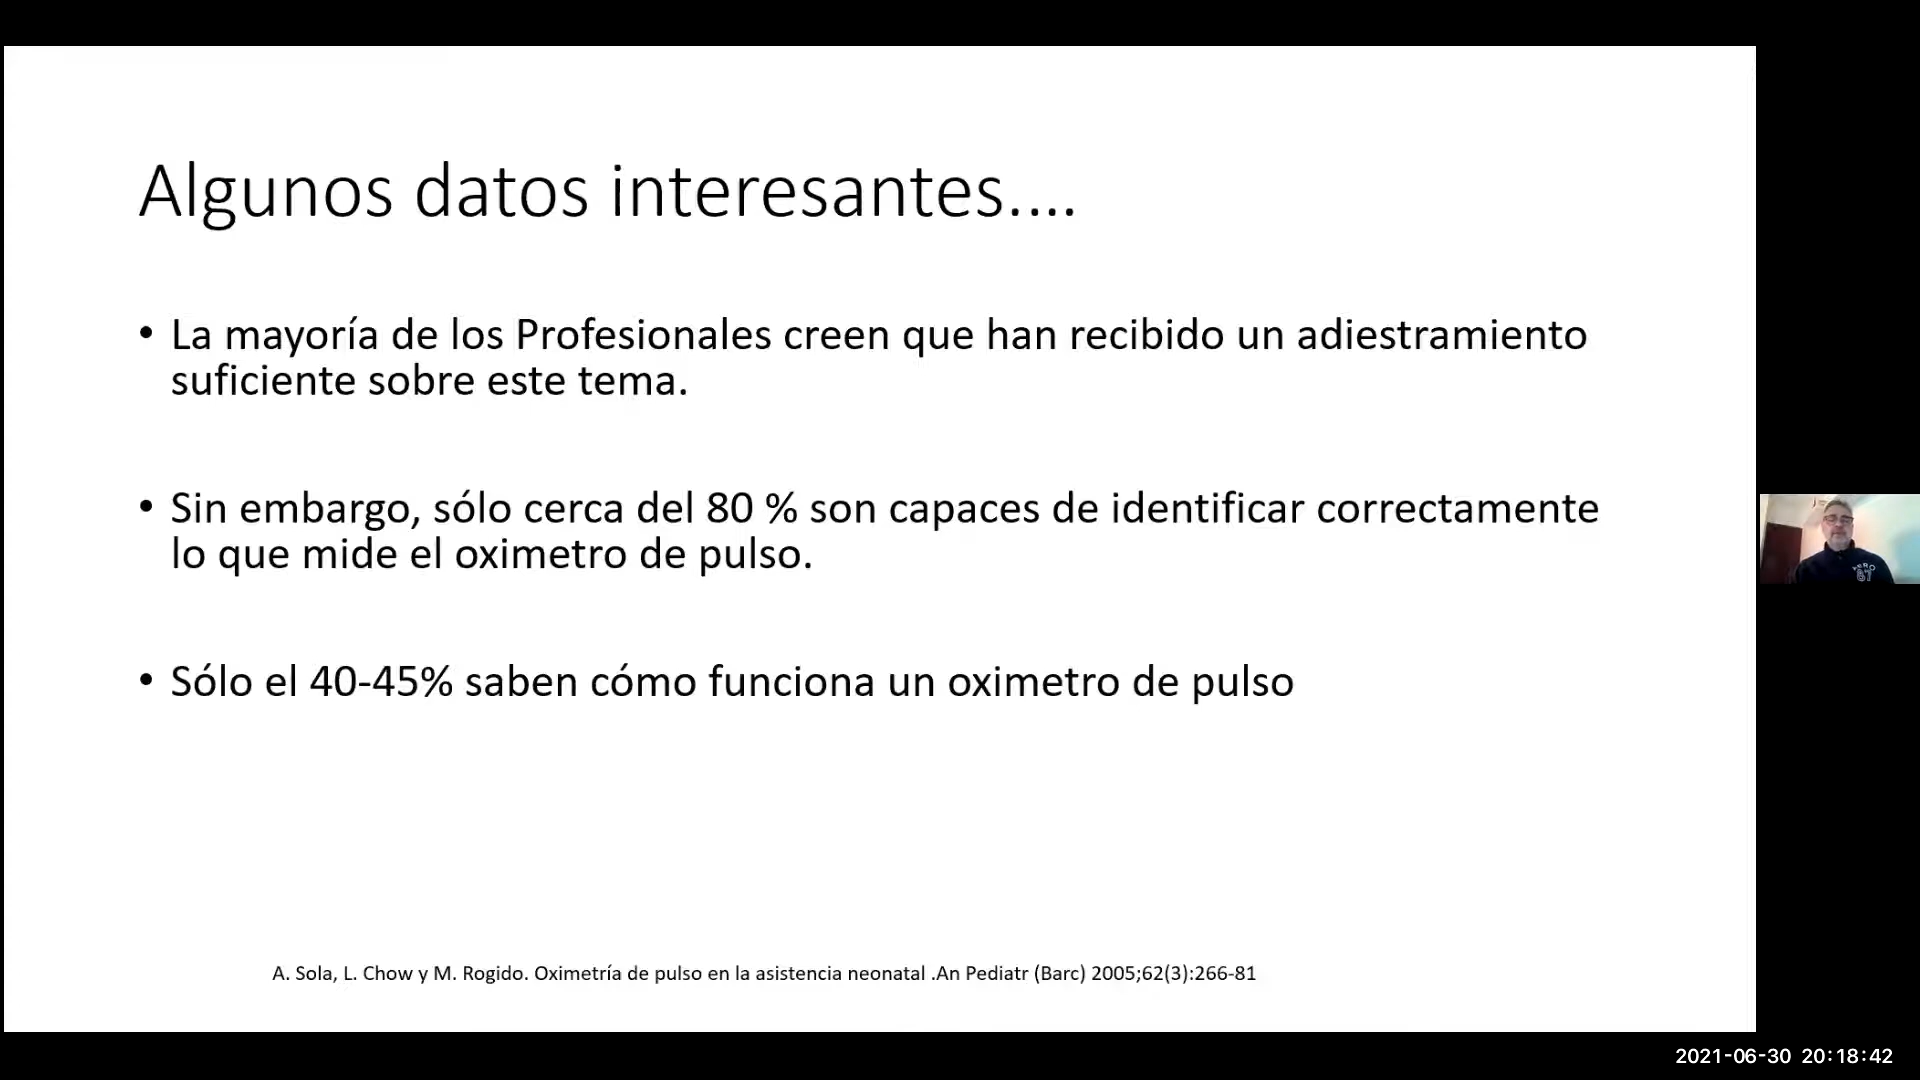 Algunos datos interesantes....
• La mayoría de los Profesionales creen que han recibido un adiestramiento
suficiente sobre este tema.
• Sin embargo, sólo cerca del 80 % son capaces de identificar correctamente
lo que mide el oximetro de pulso.
• Sólo el 40-45% saben cómo funciona un oximetro de pulso
A. Sola, L. Chow y M. Rogido. Oximetría de pulso en la asistencia neonatal .An Pediatr (Barc) 2005;62(3):266-81
2021-06-30 20:18:42